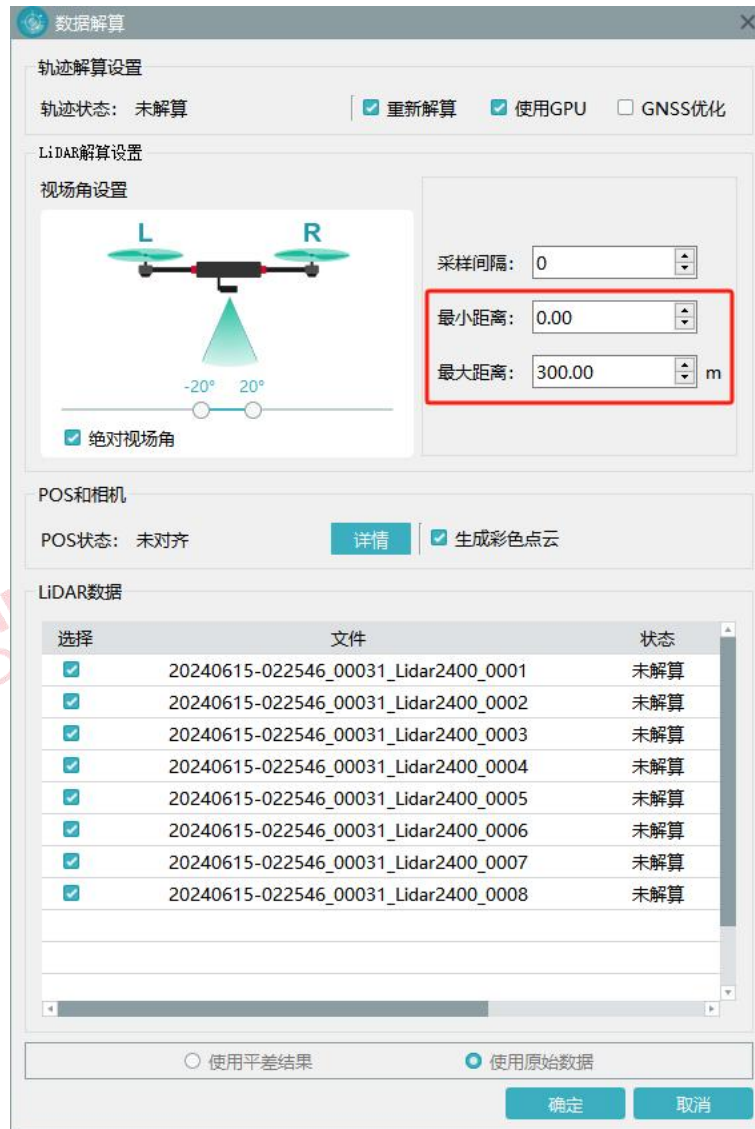 数据解算
轨迹解算设置
轨迹状态： 未解算 重新解算 使用GPU GNSS优化
LiDAR解算设置
视场角设置
L R
采样间隔： 0
最小距离： 0.00
最大距离： 300.00 m
-20° 20°
绝对视场角
POS和相机
POS状态： 未对齐 详情 生成彩色点云
LiDAR数据
选择 文件 状态
20240615-022546_00031_Lidar2400_0001 未解算
20240615-022546_00031_Lidar2400_0002 未解算
20240615-022546_00031_Lidar2400_0003 未解算
20240615-022546_00031_Lidar2400_0004 未解算
20240615-022546_00031_Lidar2400_0005 未解算
20240615-022546_00031_Lidar2400_0006 未解算
20240615-022546_00031_Lidar2400_0007 未解算
20240615-022546_00031_Lidar2400_0008 未解算
使用平差结果 使用原始数据
确定 取消